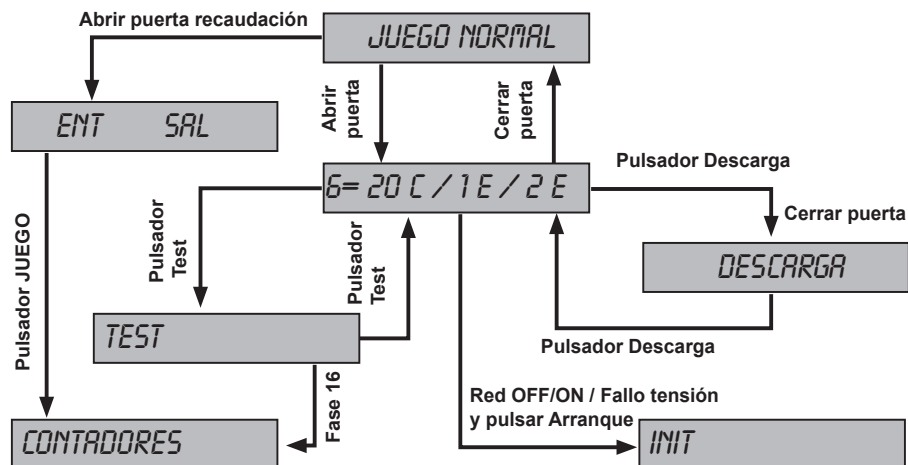 Abrir puerta recaudación
JUEGO NORMAL
ENT SAL
Abrir
puerta
Cerrar
puerta
6= 20 C / 1 E / 2 E
Pulsador Descarga
Cerrar puerta
Pulsador JUEGO
Pulsador
Test
Pulsador
Test
DESCARGA
TEST
Pulsador Descarga
Fase 16
Red OFF/ON / Fallo tensión
y pulsar Arranque
CONTADORES
INIT